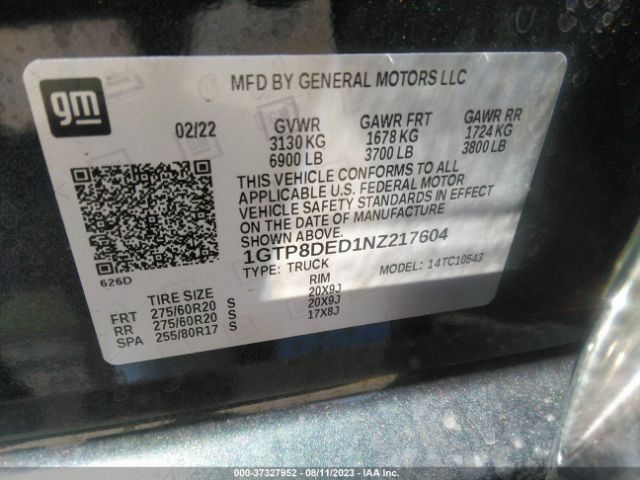 gm
MFD BY GENERAL MOTORS LLC
02/22 GVWR GAWR FRT GAWR RR
3130 KG 1678 KG 1724 KG
6900 LB 3700 LB 3800 LB
THIS VEHICLE CONFORMS TO ALL
APPLICABLE U.S. FEDERAL MOTOR
VEHICLE SAFETY STANDARDS IN EFFECT
ON THE DATE OF MANUFACTURE
SHOWN ABOVE.
1GTP8DED1NZ217604
TYPE: TRUCK MODEL: 14TC10543
626D
TIRE SIZE RIM
FRT 275/60R20 S 20X9J
RR 275/60R20 S 20X9J
SPA 255/80R17 S 17X8J
000-37327952 - 08/11/2023 - IAA Inc.